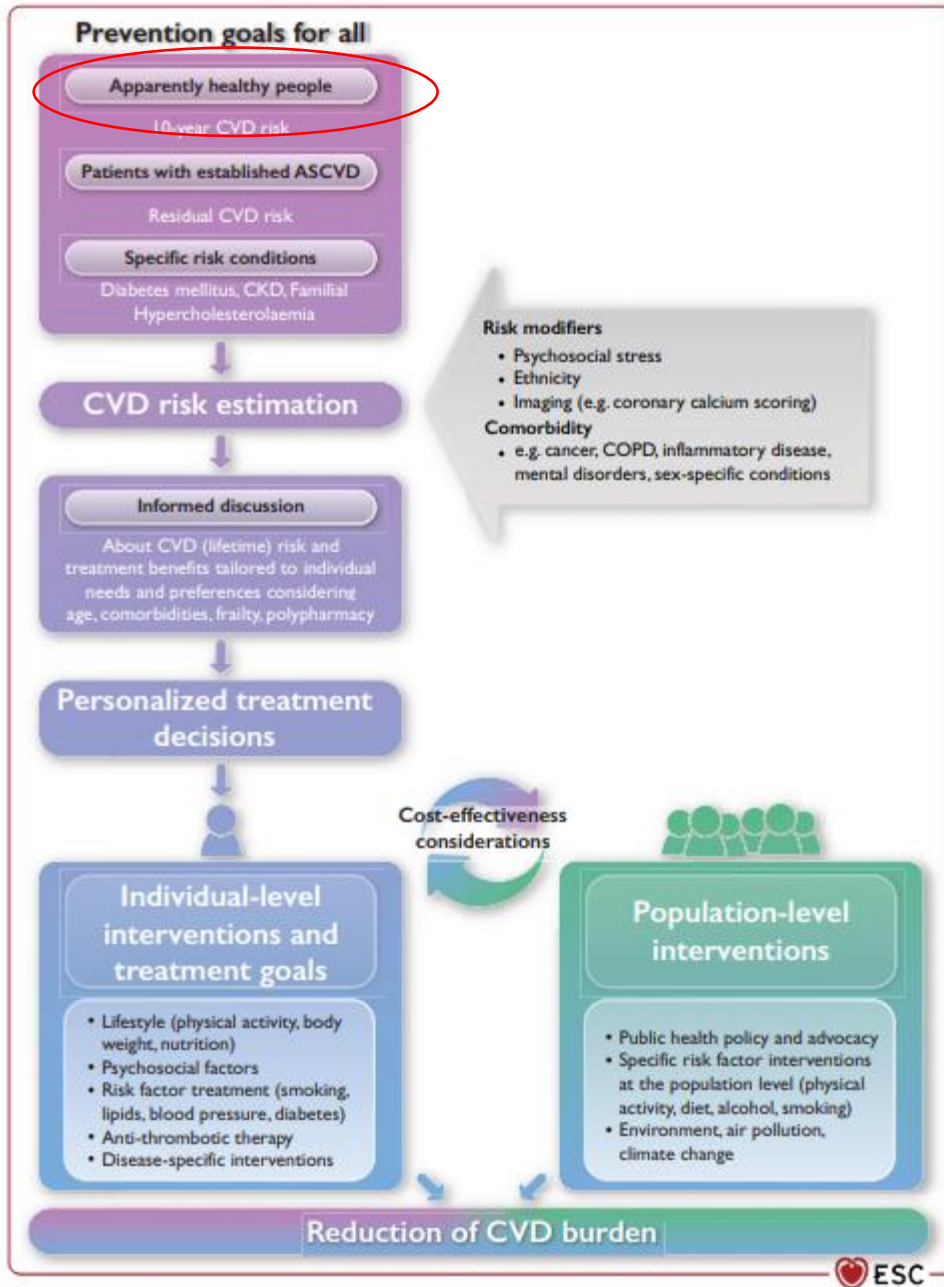 Prevention goals for all
Apparently healthy people
10-year CVD risk
Patients with established ASCVD
Residual CVD risk
Specific risk conditions
Diabetes mellitus, CKD, Familial
Hypercholesterolaemia
Risk modifiers
• Psychosocial stress
• Ethnicity
• Imaging (e.g. coronary calcium scoring)
Comorbidity
• e.g. cancer, COPD, inflammatory disease,
mental disorders, sex-specific conditions
CVD risk estimation
Informed discussion
About CVD (lifetime) risk and
treatment benefits tailored to individual
needs and preferences considering
age, comorbidities, frailty, polypharmacy
Personalized treatment
decisions
Cost-effectiveness
considerations
Individual-level
interventions and
treatment goals
• Lifestyle (physical activity, body
weight, nutrition)
• Psychosocial factors
• Risk factor treatment (smoking,
lipids, blood pressure, diabetes)
• Anti-thrombotic therapy
• Disease-specific interventions
Population-level
interventions
• Public health policy and advocacy
• Specific risk factor interventions
at the population level (physical
activity, diet, alcohol, smoking)
• Environment, air pollution,
climate change
Reduction of CVD burden
ESC